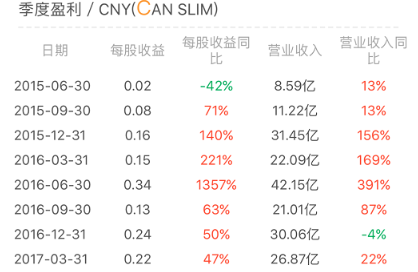 季度盈利 / CNY(CAN SLIM)
日期 每股收益 每股收益同比 营业收入 营业收入同比
2015-06-30 0.02 -42% 8.59亿 13%
2015-09-30 0.08 71% 11.22亿 13%
2015-12-31 0.16 140% 31.45亿 156%
2016-03-31 0.15 221% 22.09亿 169%
2016-06-30 0.34 1357% 42.15亿 391%
2016-09-30 0.13 63% 21.01亿 87%
2016-12-31 0.24 50% 30.06亿 -4%
2017-03-31 0.22 47% 26.87亿 22%